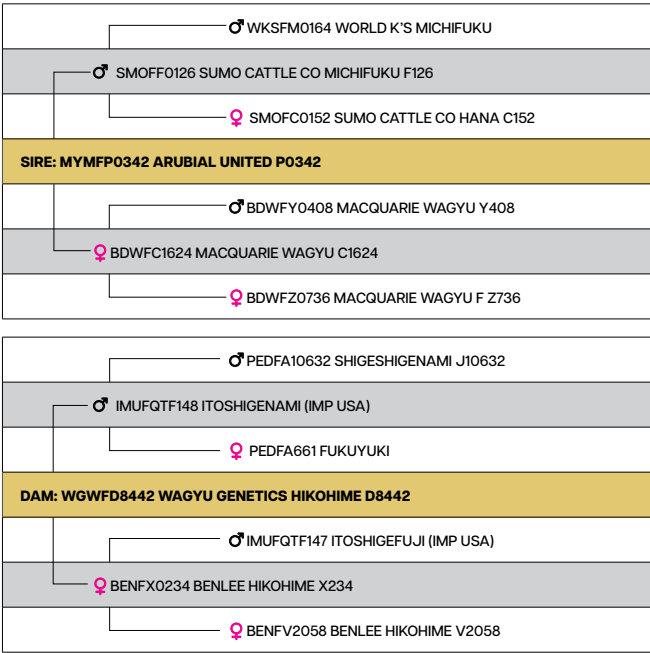 WKSFM0164 WORLD K'S MICHIFUKU
SMOFF0126 SUMO CATTLE CO MICHIFUKU F126
SMOFC0152 SUMO CATTLE CO HANA C152
SIRE: MYMFP0342 ARUBIAL UNITED P0342
BDWFY0408 MACQUARIE WAGYU Y408
BDWFC1624 MACQUARIE WAGYU C1624
BDWFZ0736 MACQUARIE WAGYU F Z736
PEDFA10632 SHIGESHIGENAMI J10632
IMUFQTF148 ITOSHIGENAMI (IMP USA)
PEDFA661 FUKUYUKI
DAM: WGWFD8442 WAGYU GENETICS HIKOHIME D8442
IMUFQTF147 ITOSHIGEFUJI (IMP USA)
BENFX0234 BENLEE HIKOHIME X234
BENFV2058 BENLEE HIKOHIME V2058